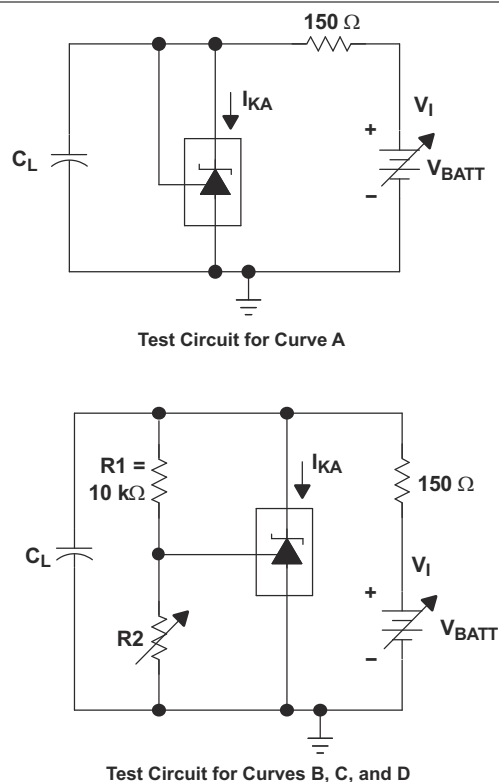 150 Ω
I_KA
V_I
C_L
+
V_BATT
−
Test Circuit for Curve A
R1 =
10 kΩ
I_KA
150 Ω
C_L
V_I
+
R2
V_BATT
−
Test Circuit for Curves B, C, and D